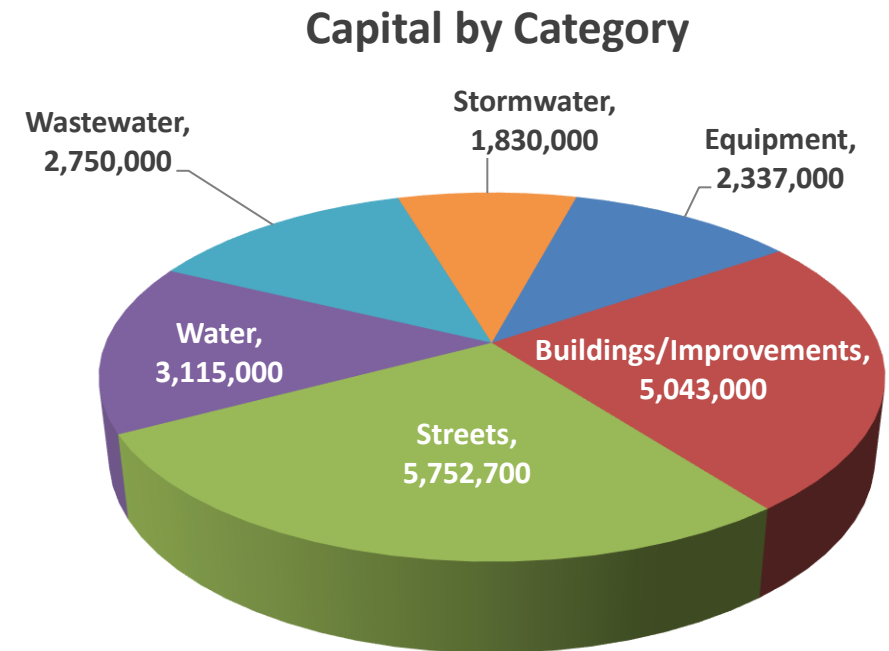 Capital by Category
Stormwater,
1,830,000
Wastewater,
2,750,000
Equipment,
2,337,000
Water,
3,115,000
Buildings/Improvements,
5,043,000
Streets,
5,752,700